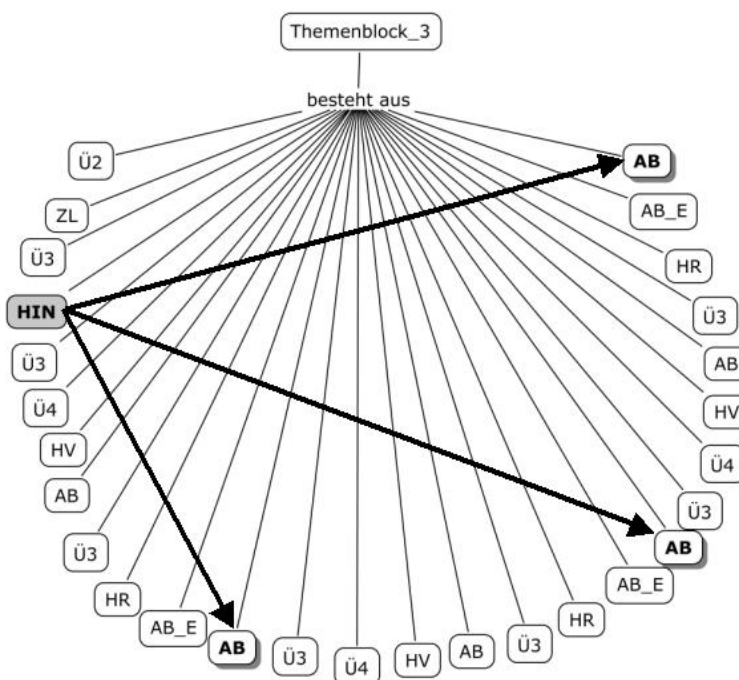 Themenblock_3
besteht aus
Ü2
ZL
Ü3
HIN
Ü3
Ü4
HV
AB
Ü3
HR
AB_E
AB
Ü3
Ü4
HV
AB
Ü3
HR
AB_E
AB
Ü3
Ü4
HV
AB
Ü3
HR
AB_E
AB